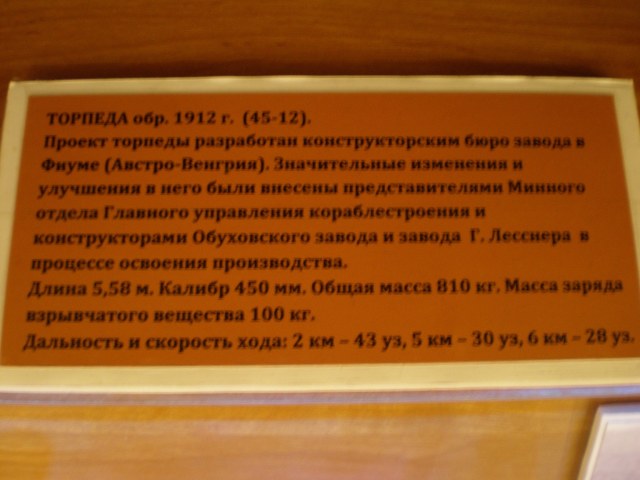 ТОРПЕДА обр. 1912 г. (45-12).
Проект торпеды разработан конструкторским бюро завода в
Фиуме (Австро-Венгрия). Значительные изменения и
улучшения в него были внесены представителями Минного
отдела Главного управления кораблестроения и
конструкторами Обуховского завода и завода Г. Лесснера в
процессе освоения производства.
Длина 5,58 м. Калибр 450 мм. Общая масса 810 кг. Масса заряда
взрывчатого вещества 100 кг.
Дальность и скорость хода: 2 км – 43 уз, 5 км – 30 уз, 6 км – 28 уз.